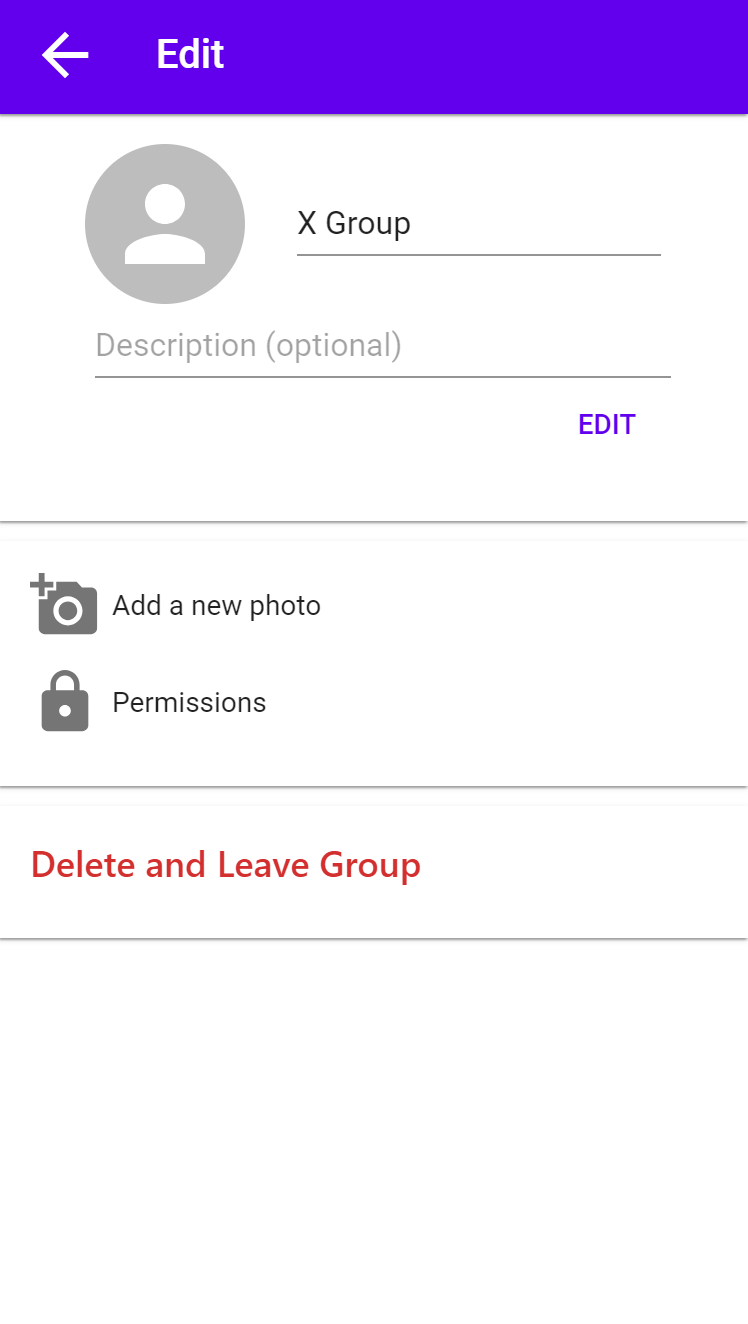 Edit
X Group
Description (optional)
EDIT
Add a new photo
Permissions
Delete and Leave Group